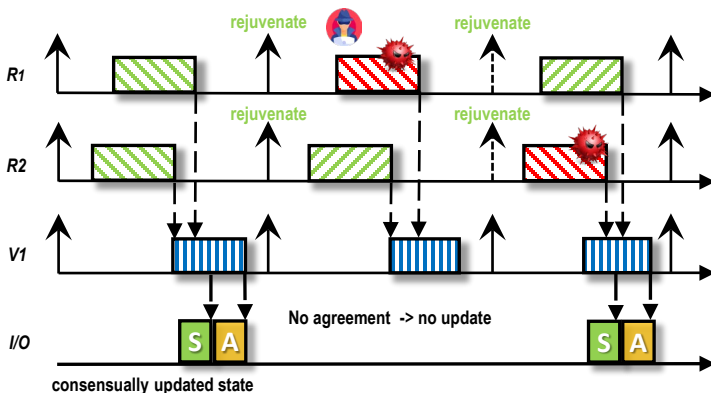 rejuvenate rejuvenate
R1
rejuvenate rejuvenate
R2
V1
No agreement -> no update
I/O S A S A
consensually updated state